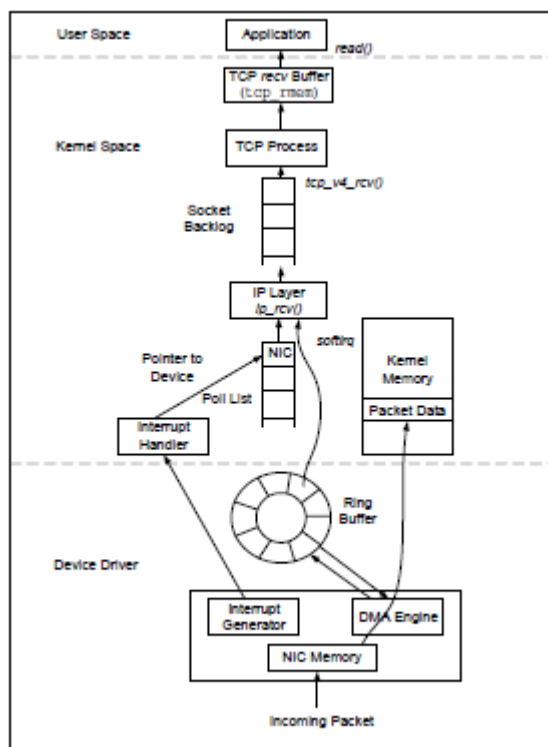 User Space
Application
read()
TCP recv Buffer
(tcp_rmem)
Kernel Space
TCP Process
tcp_v4_rcv()
Socket
Backlog
IP Layer
ip_rcv()
softirq
Pointer to
Device
NIC
Kernel
Memory
Poll List
Packet Data
Interrupt
Handler
Ring
Buffer
Device Driver
Interrupt
Generator
DMA Engine
NIC Memory
Incoming Packet